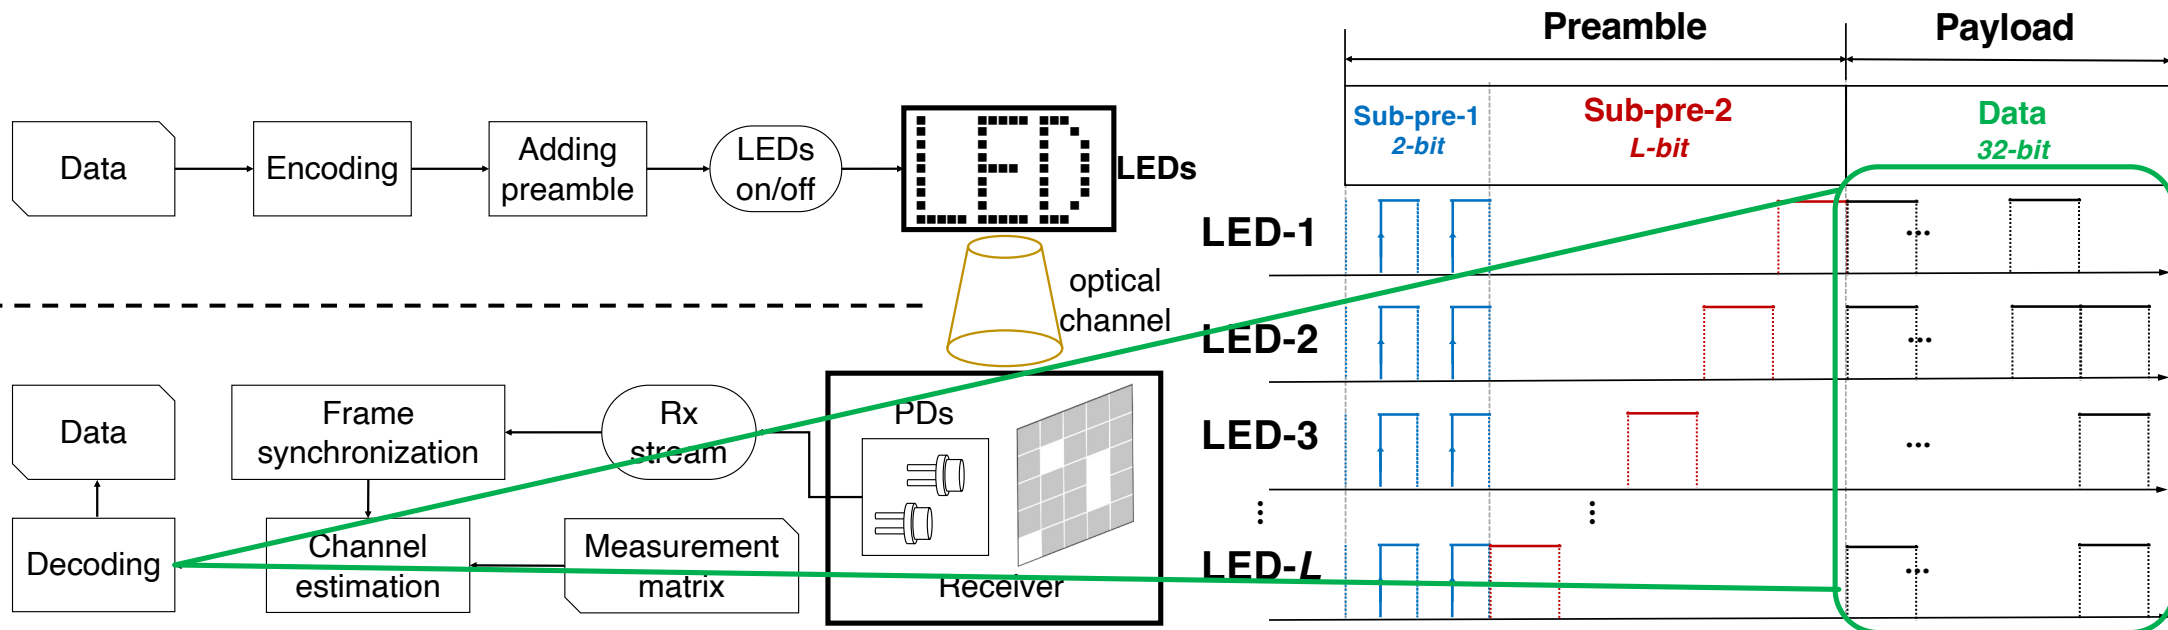 Preamble
Payload
Sub-pre-1
2-bit
Sub-pre-2
L-bit
Data
32-bit
Data
Encoding
Adding
preamble
LEDs
on/off
LED
LEDs
optical
channel
LED-1
...
LED-2
...
LED-3
...
LED-L
...
Data
Frame
synchronization
Rx
stream
PDs
Decoding
Channel
estimation
Measurement
matrix
Receiver